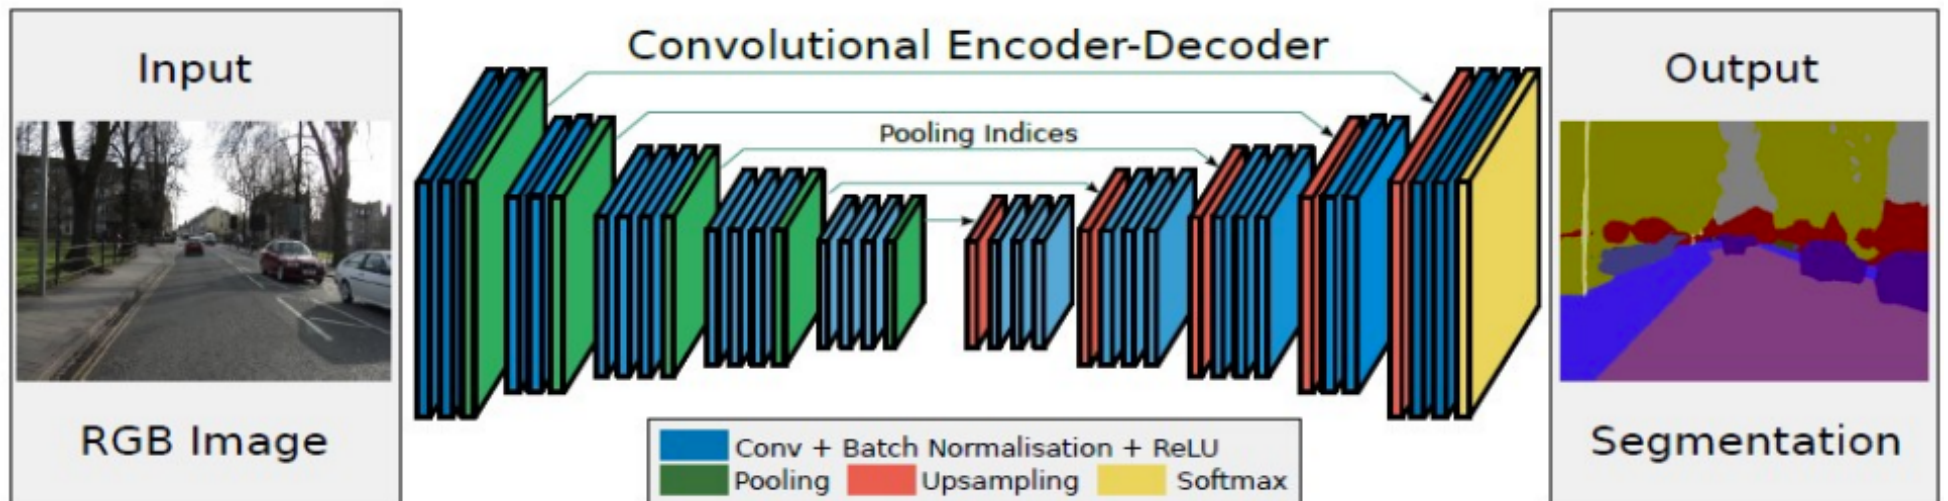 Input
RGB Image
Convolutional Encoder-Decoder
Pooling Indices
Conv + Batch Normalisation + ReLU
Pooling Upsampling Softmax
Output
Segmentation